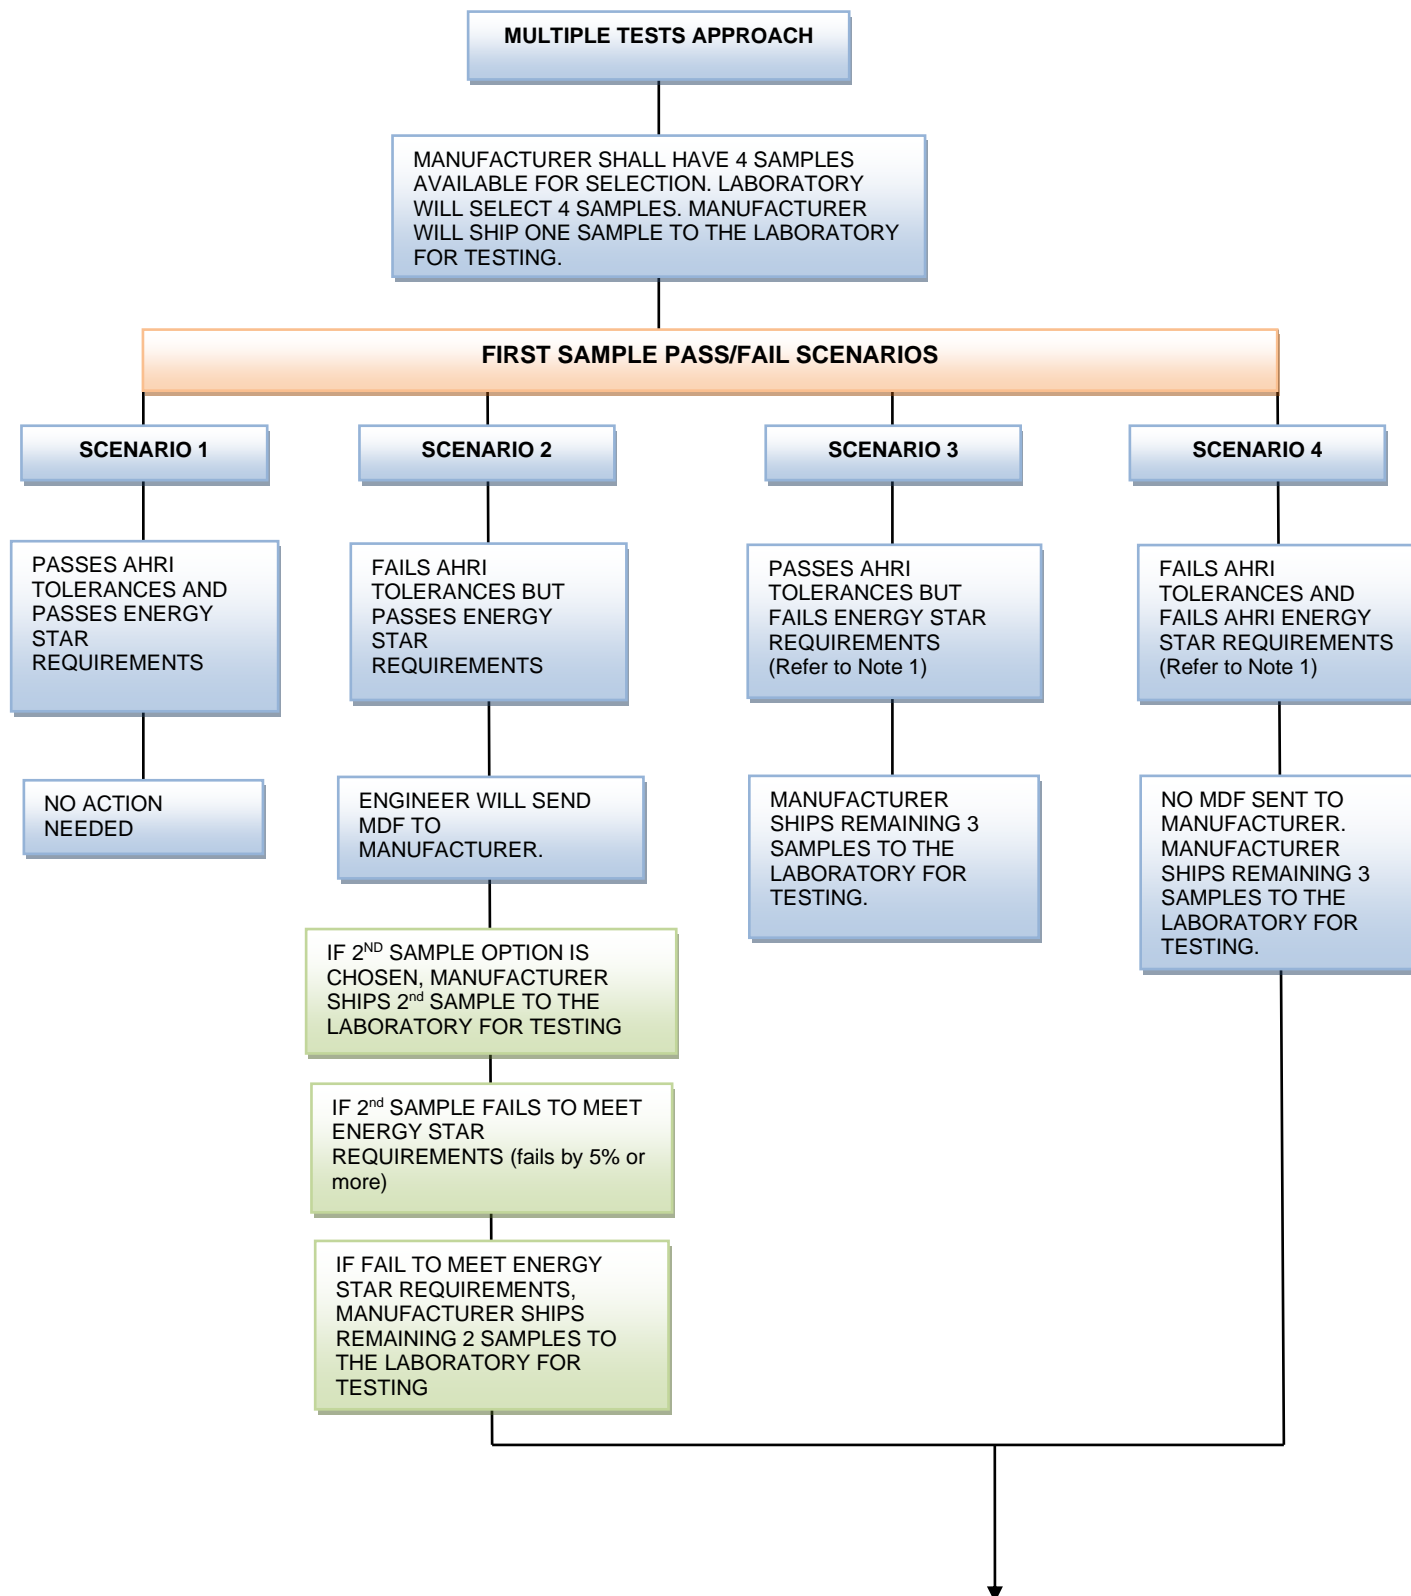 MULTIPLE TESTS APPROACH
MANUFACTURER SHALL HAVE 4 SAMPLES
AVAILABLE FOR SELECTION. LABORATORY
WILL SELECT 4 SAMPLES. MANUFACTURER
WILL SHIP ONE SAMPLE TO THE LABORATORY
FOR TESTING.
FIRST SAMPLE PASS/FAIL SCENARIOS
SCENARIO 1
PASSES AHRI
TOLERANCES AND
PASSES ENERGY
STAR
REQUIREMENTS
NO ACTION
NEEDED
SCENARIO 2
FAILS AHRI
TOLERANCES BUT
PASSES ENERGY
STAR
REQUIREMENTS
ENGINEER WILL SEND
MDF TO
MANUFACTURER.
IF 2ND SAMPLE OPTION IS
CHOSEN, MANUFACTURER
SHIPS 2nd SAMPLE TO THE
LABORATORY FOR TESTING
IF 2nd SAMPLE FAILS TO MEET
ENERGY STAR
REQUIREMENTS (fails by 5% or
more)
IF FAIL TO MEET ENERGY
STAR REQUIREMENTS,
MANUFACTURER SHIPS
REMAINING 2 SAMPLES TO
THE LABORATORY FOR
TESTING
SCENARIO 3
PASSES AHRI
TOLERANCES BUT
FAILS ENERGY STAR
REQUIREMENTS
(Refer to Note 1)
MANUFACTURER
SHIPS REMAINING 3
SAMPLES TO THE
LABORATORY FOR
TESTING.
SCENARIO 4
FAILS AHRI
TOLERANCES AND
FAILS AHRI ENERGY
STAR REQUIREMENTS
(Refer to Note 1)
NO MDF SENT TO
MANUFACTURER.
MANUFACTURER
SHIPS REMAINING 3
SAMPLES TO THE
LABORATORY FOR
TESTING.